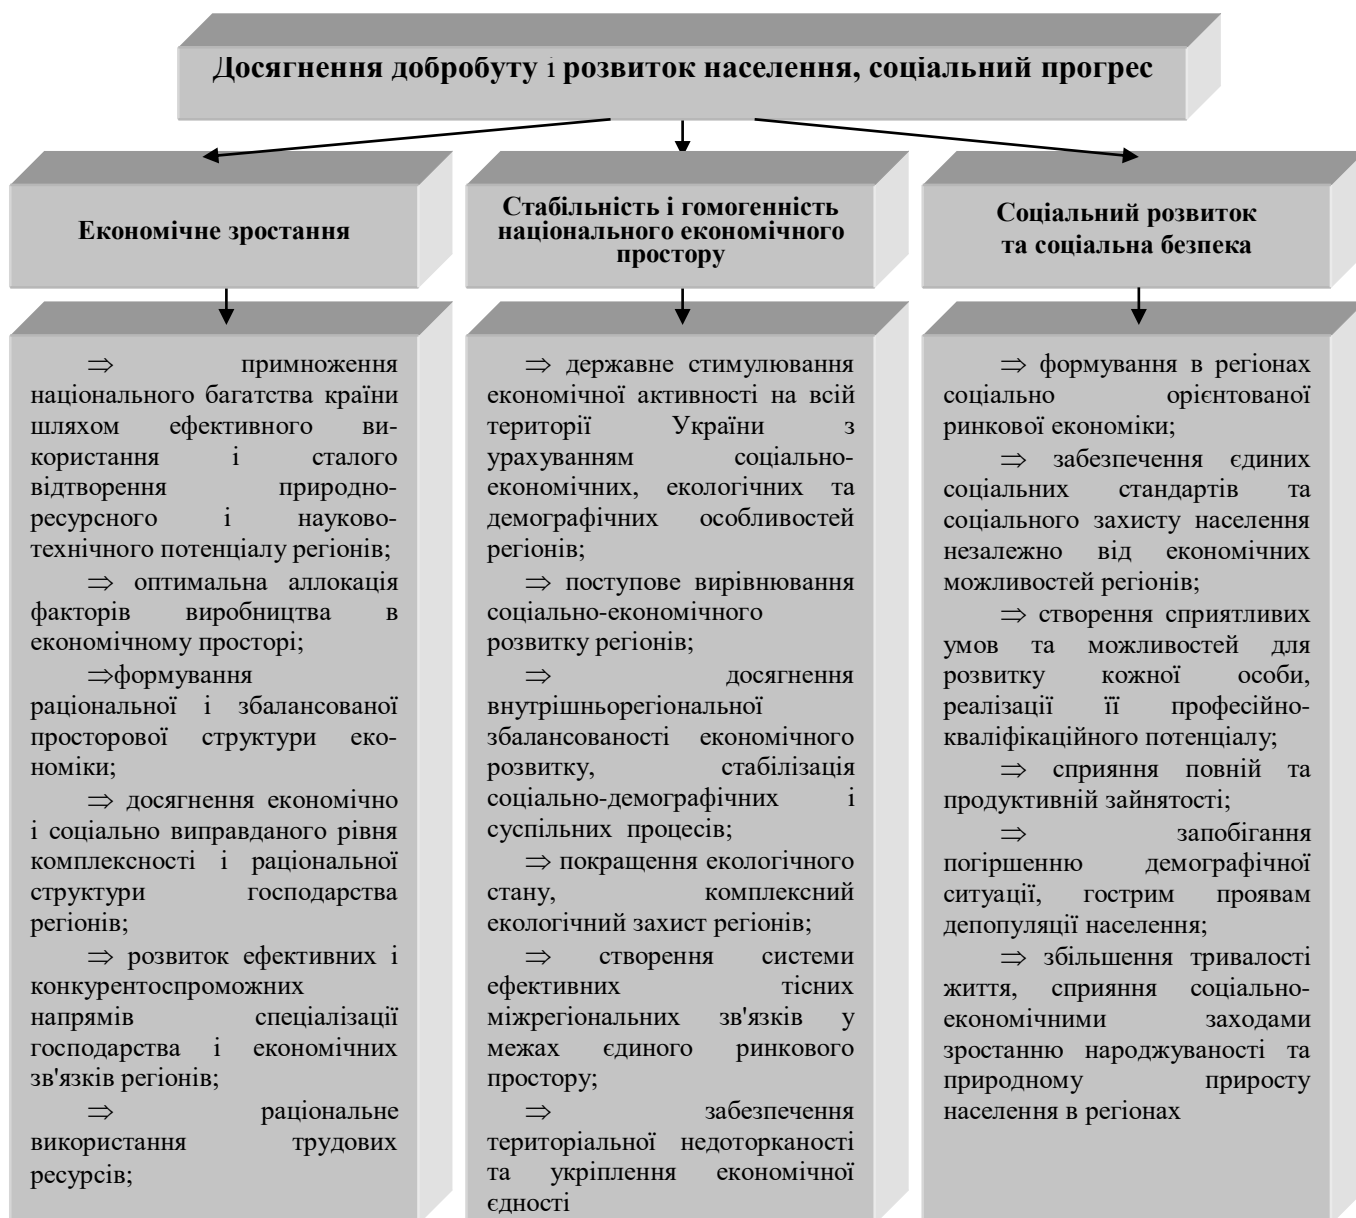 Досягнення добробуту і розвиток населення, соціальний прогрес
Економічне зростання
Стабільність і гомогенність
національного економічного
простору
Соціальний розвиток
та соціальна безпека
⇒ примноження
національного багатства країни
шляхом ефективного ви-
користання і сталого
відтворення природно-
ресурсного і науково-
технічного потенціалу регіонів;
⇒ оптимальна аллокація
факторів виробництва в
економічному просторі;
⇒формування
раціональної і збалансованої
просторової структури еко-
номіки;
⇒ досягнення економічно
і соціально виправданого рівня
комплексності і раціональної
структури господарства
регіонів;
⇒ розвиток ефективних і
конкурентоспроможних
напрямів спеціалізації
господарства і економічних
зв'язків регіонів;
⇒ раціональне
використання трудових
ресурсів;
⇒ державне стимулювання
економічної активності на всій
території України з
урахуванням соціально-
економічних, екологічних та
демографічних особливостей
регіонів;
⇒ поступове вирівнювання
соціально-економічного
розвитку регіонів;
⇒ досягнення
внутрішньорегіональної
збалансованості економічного
розвитку, стабілізація
соціально-демографічних і
суспільних процесів;
⇒ покращення екологічного
стану, комплексний
екологічний захист регіонів;
⇒ створення системи
ефективних тісних
міжрегіональних зв'язків у
межах єдиного ринкового
простору;
⇒ забезпечення
територіальної недоторканості
та укріплення економічної
єдності
⇒ формування в регіонах
соціально орієнтованої
ринкової економіки;
⇒ забезпечення єдиних
соціальних стандартів та
соціального захисту населення
незалежно від економічних
можливостей регіонів;
⇒ створення сприятливих
умов та можливостей для
розвитку кожної особи,
реалізації її професійно-
кваліфікаційного потенціалу;
⇒ сприяння повній та
продуктивній зайнятості;
⇒ запобігання
погіршенню демографічної
ситуації, гострим проявам
депопуляції населення;
⇒ збільшення тривалості
життя, сприяння соціально-
економічними заходами
зростанню народжуваності та
природному приросту
населення в регіонах